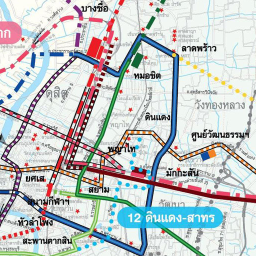 บางซื่อ
ลาดพร้าว
หมอชิต
ดุสิต
วังทองหลาง
ดินแดง
พญาไท
ศูนย์วัฒนธรรมฯ
มักกะสัน
ยศเส
สยาม
สนามกีฬาฯ
วัฒนา
หัวลำโพง
12 ดินแดง-สาทร
สะพานตากสิน